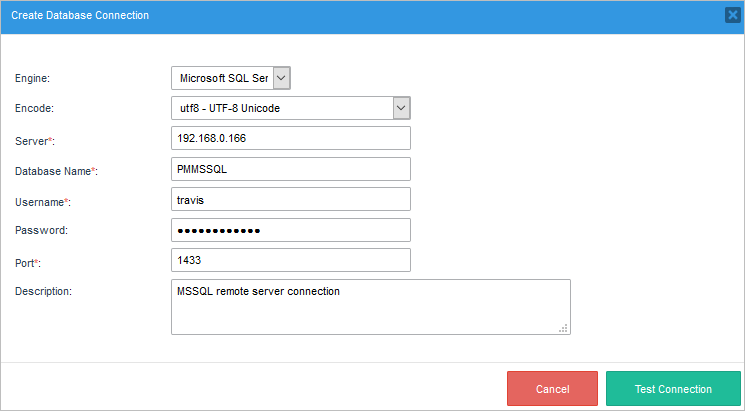 Create Database Connection
Engine: Microsoft SQL Ser
Encode: utf8 - UTF-8 Unicode
Server*: 192.168.0.166
Database Name*: PMMSSQL
Username*: travis
Password: ●●●●●●●●●●●●
Port*: 1433
Description: MSSQL remote server connection
Cancel Test Connection